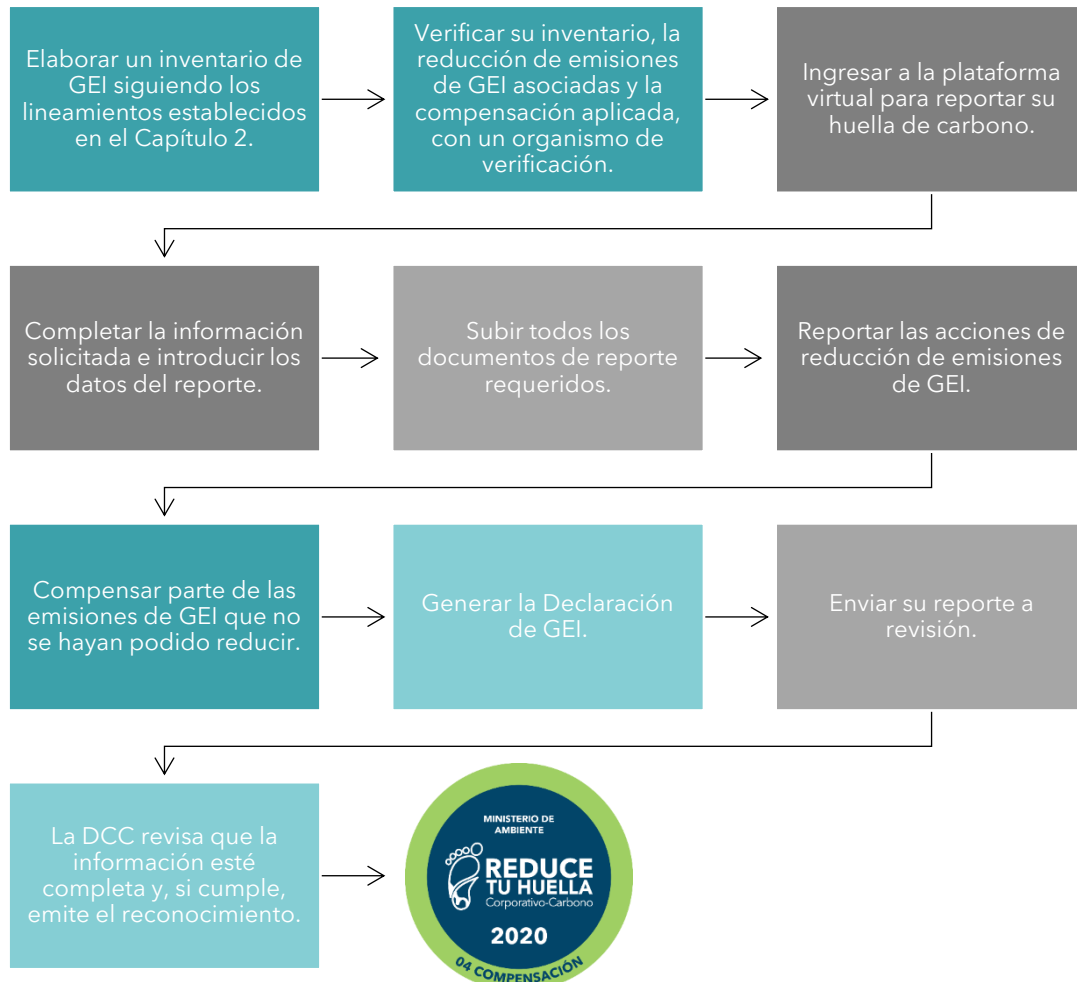 Elaborar un inventario de
GEI siguiendo los
lineamientos establecidos
en el Capítulo 2.
Verificar su inventario, la
reducción de emisiones
de GEI asociadas y la
compensación aplicada,
con un organismo de
verificación.
Ingresar a la plataforma
virtual para reportar su
huella de carbono.
Completar la información
solicitada e introducir los
datos del reporte.
Subir todos los
documentos de reporte
requeridos.
Reportar las acciones de
reducción de emisiones
de GEI.
Compensar parte de las
emisiones de GEI que no
se hayan podido reducir.
Generar la Declaración
de GEI.
Enviar su reporte a
revisión.
La DCC revisa que la
información esté
completa y, si cumple,
emite el reconocimiento.
MINISTERIO DE
AMBIENTE
REDUCE
TU HUELLA
Corporativo-Carbono
2020
04 COMPENSACIÓN